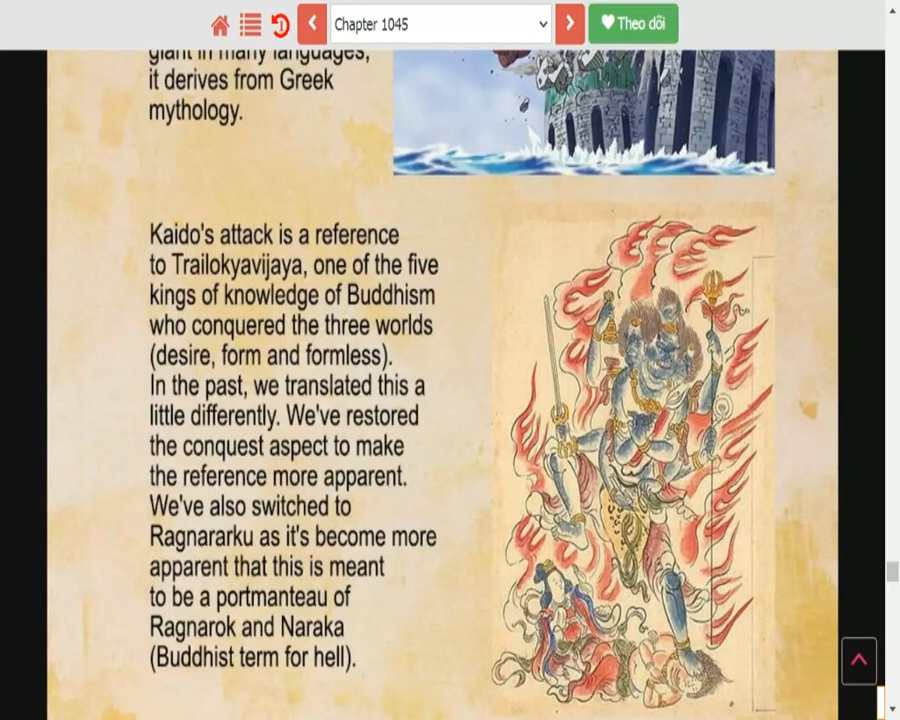 Chapter 1045
Theo dõi
giant in many languages,
it derives from Greek
mythology.
Kaido's attack is a reference
to Trailokyavijaya, one of the five
kings of knowledge of Buddhism
who conquered the three worlds
(desire, form and formless).
In the past, we translated this a
little differently. We've restored
the conquest aspect to make
the reference more apparent.
We've also switched to
Ragnararku as it's become more
apparent that this is meant
to be a portmanteau of
Ragnarok and Naraka
(Buddhist term for hell).